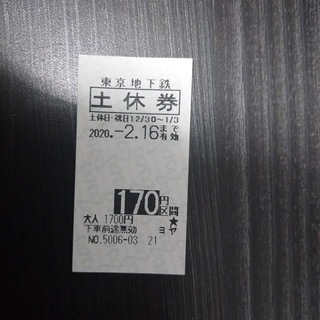 東京地下鉄
土休券
土休日・祝日12/30～1/3
2020.-2.16まで有効
170円区間
大人 1700円 ★
下車前途無効 ヨヤ
NO.5006-03 21